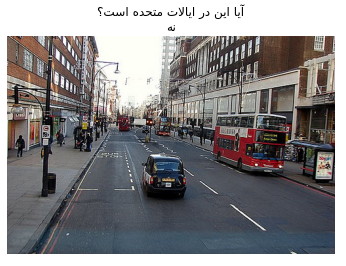 آیا این در ایالات متحده است؟
نه